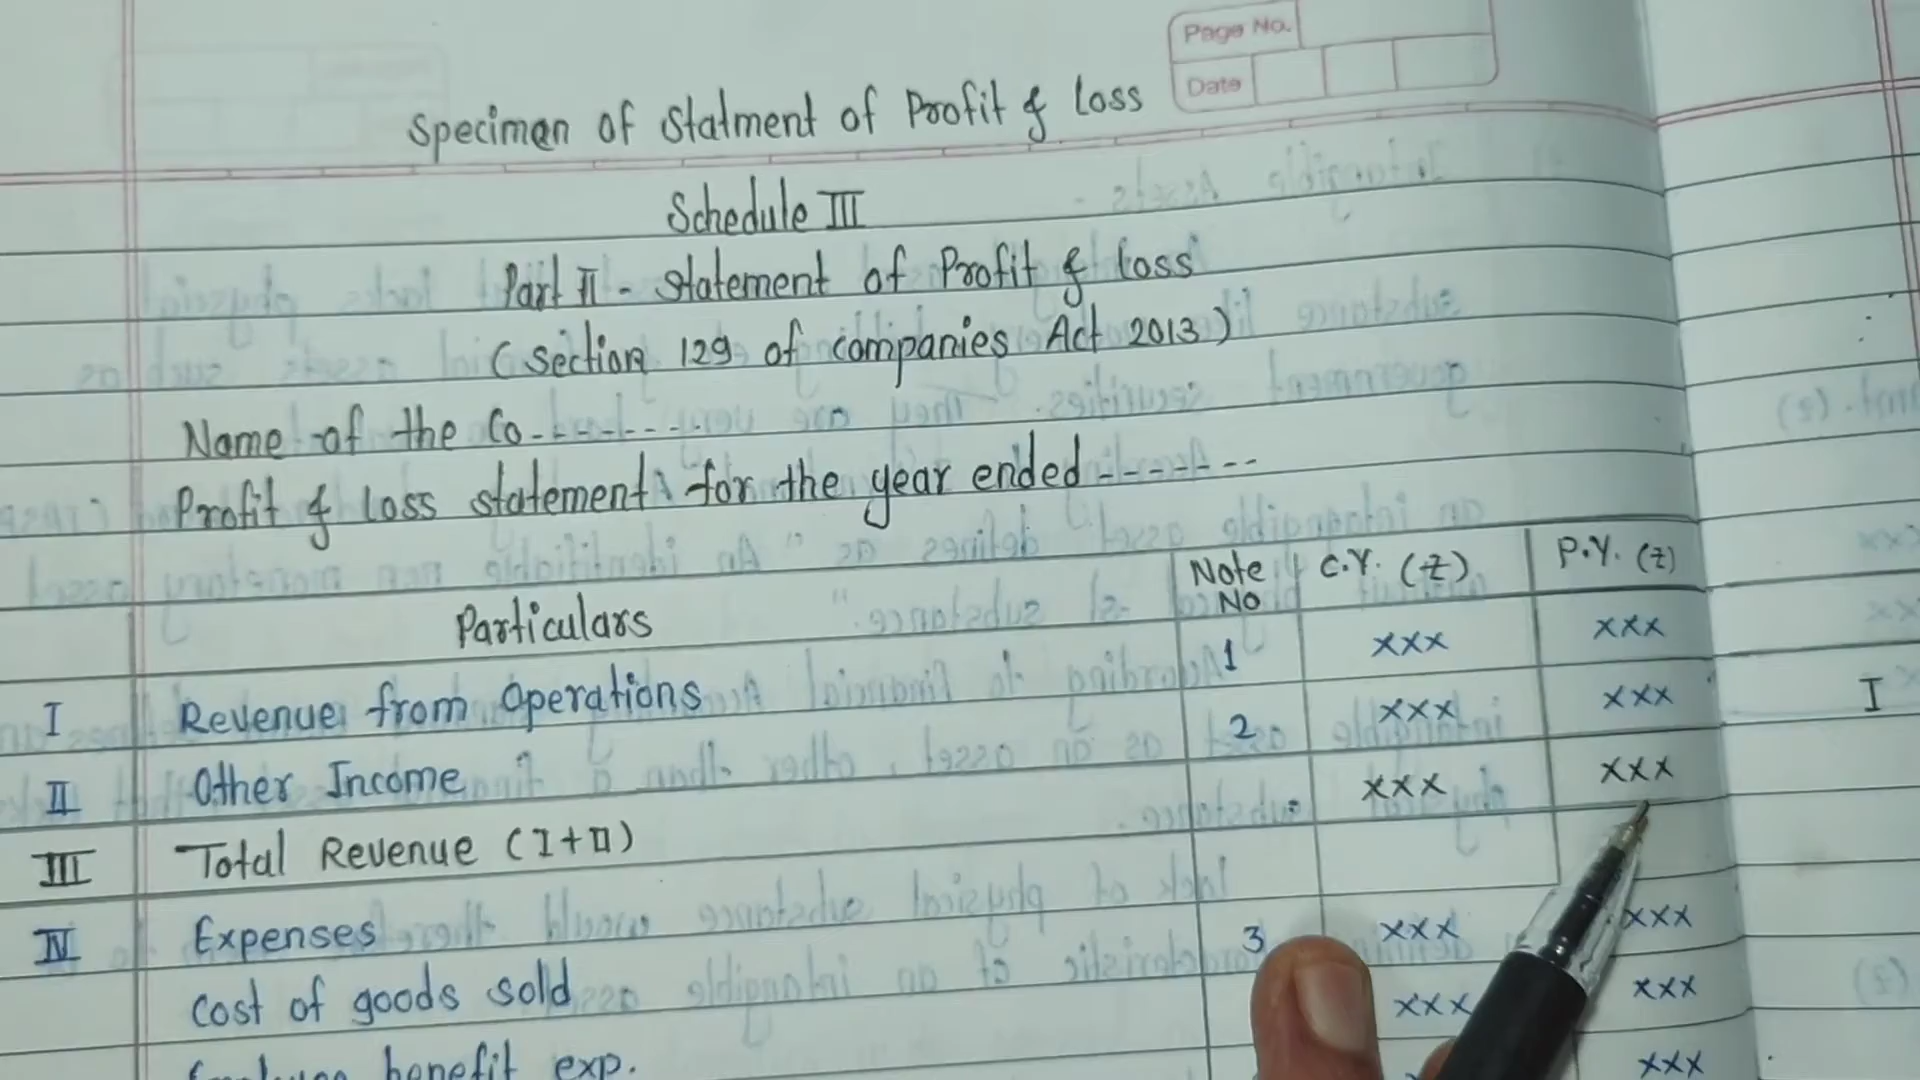 Page No.
Date
Specimen of Statment of Profit & Loss
Schedule III
Part II - Statement of Profit & loss
(Section 129 of companies Act 2013)
Name of the Co---------
Profit & loss statement for the year ended-------
Particulars Note No C.Y. (₹) P.Y. (₹)
I Revenue from Operations 1 xxx xxx
II Other Income 2 xxx xxx
III Total Revenue (I+II) xxx xxx
IV Expenses
Cost of goods sold 3 xxx xxx
benefit exp. xxx xxx
xxx
I